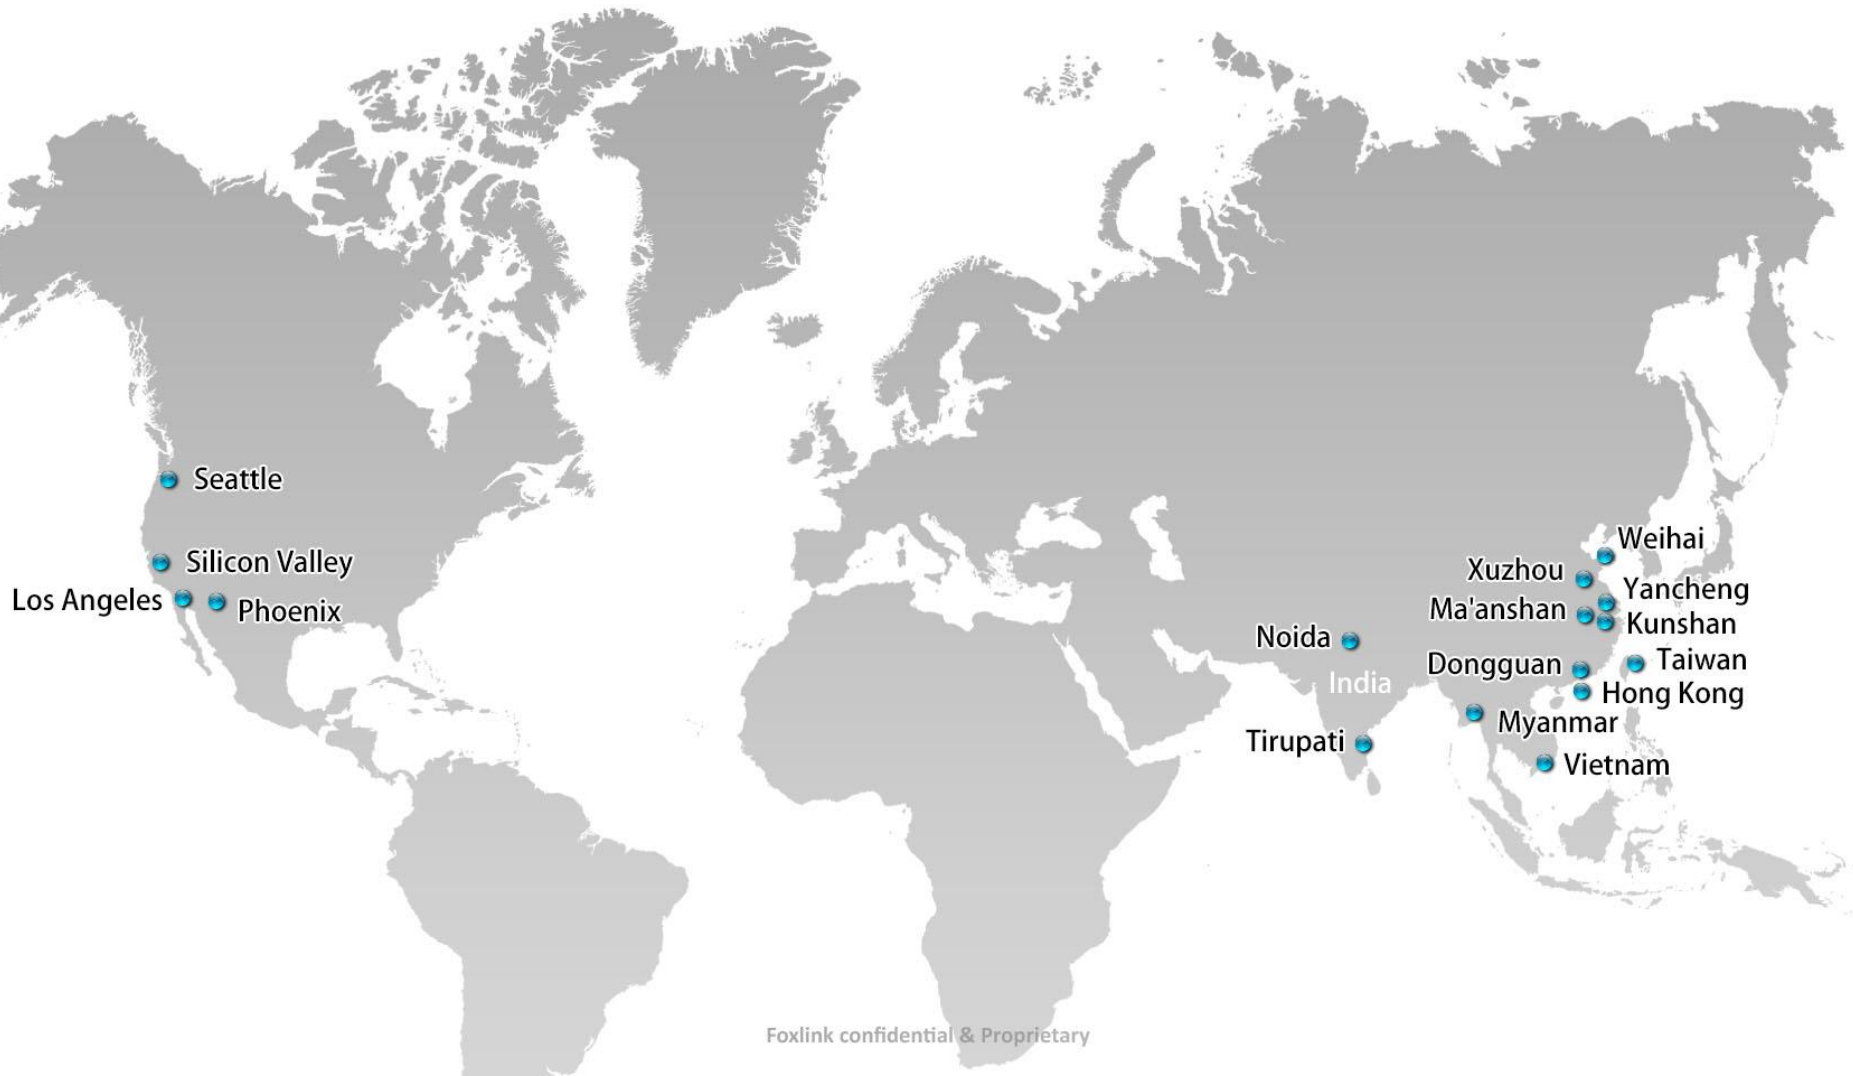 Seattle
Silicon Valley
Los Angeles
Phoenix
Weihai
Xuzhou
Yancheng
Ma'anshan
Kunshan
Noida
Taiwan
Dongguan
India
Hong Kong
Myanmar
Tirupati
Vietnam
Foxlink confidential & Proprietary